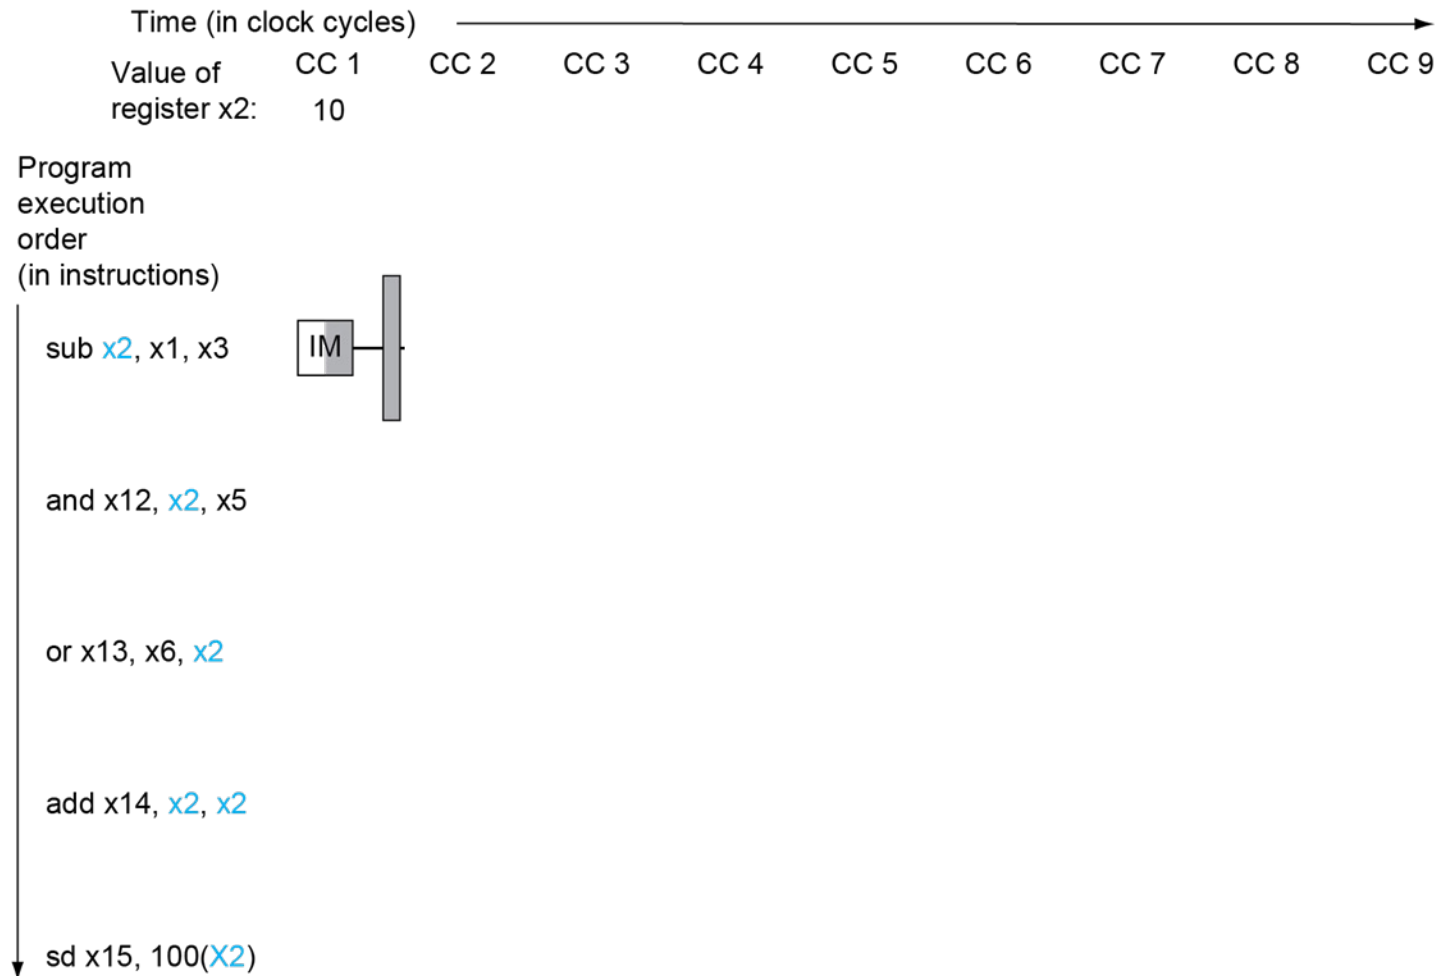 Time (in clock cycles)
Value of register x2:
CC 1 CC 2 CC 3 CC 4 CC 5 CC 6 CC 7 CC 8 CC 9
10
Program
execution
order
(in instructions)
sub x2, x1, x3
IM
and x12, x2, x5
or x13, x6, x2
add x14, x2, x2
sd x15, 100(X2)